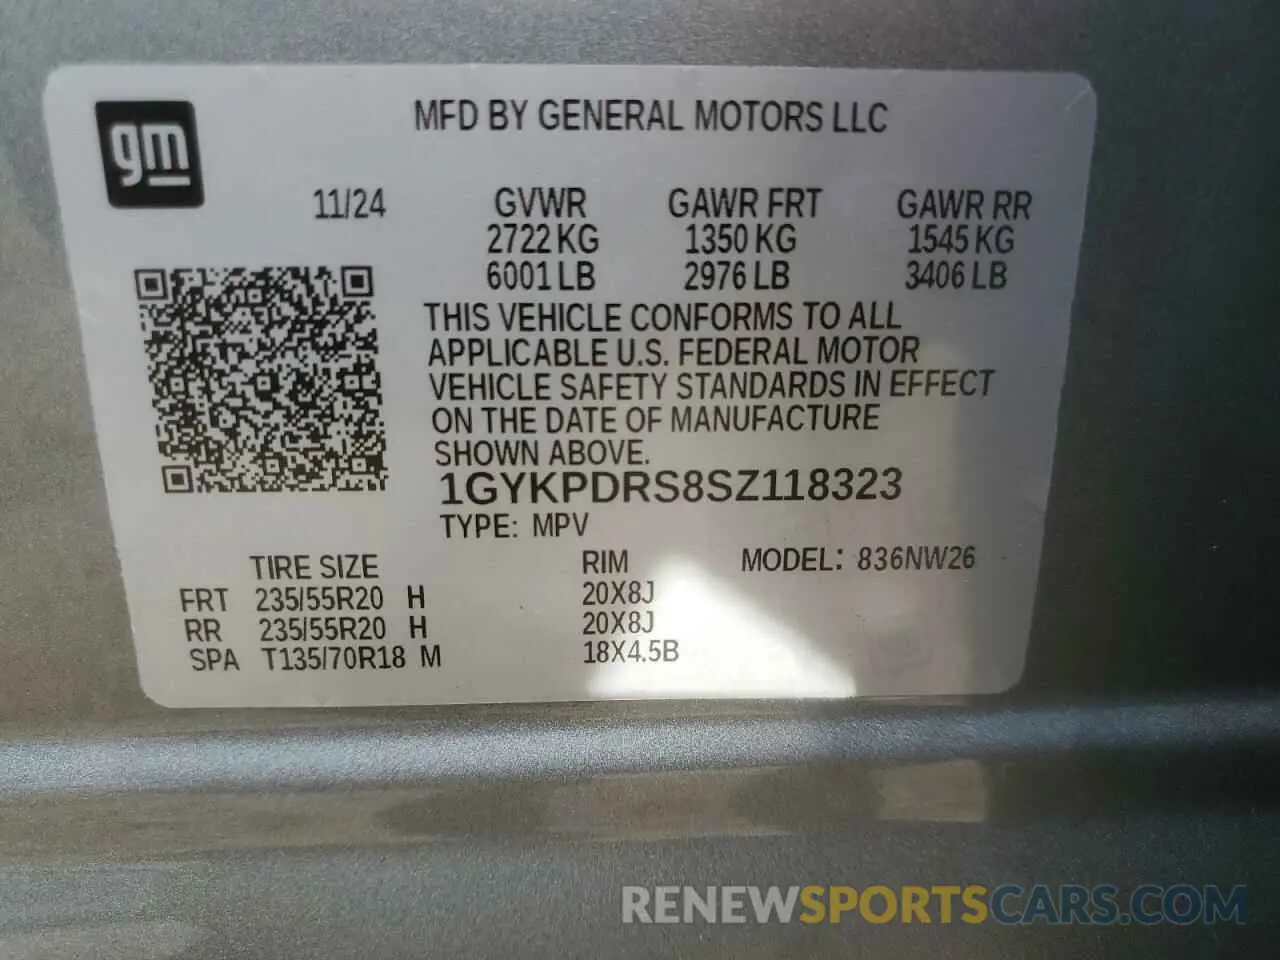 gm
MFD BY GENERAL MOTORS LLC
11/24 GVWR GAWR FRT GAWR RR
2722 KG 1350 KG 1545 KG
6001 LB 2976 LB 3406 LB
THIS VEHICLE CONFORMS TO ALL
APPLICABLE U.S. FEDERAL MOTOR
VEHICLE SAFETY STANDARDS IN EFFECT
ON THE DATE OF MANUFACTURE
SHOWN ABOVE.
1GYKPDRS8SZ118323
TYPE: MPV
TIRE SIZE RIM MODEL: 836NW26
FRT 235/55R20 H 20X8J
RR 235/55R20 H 20X8J
SPA T135/70R18 M 18X4.5B
RENEWSPORTSCARS.COM